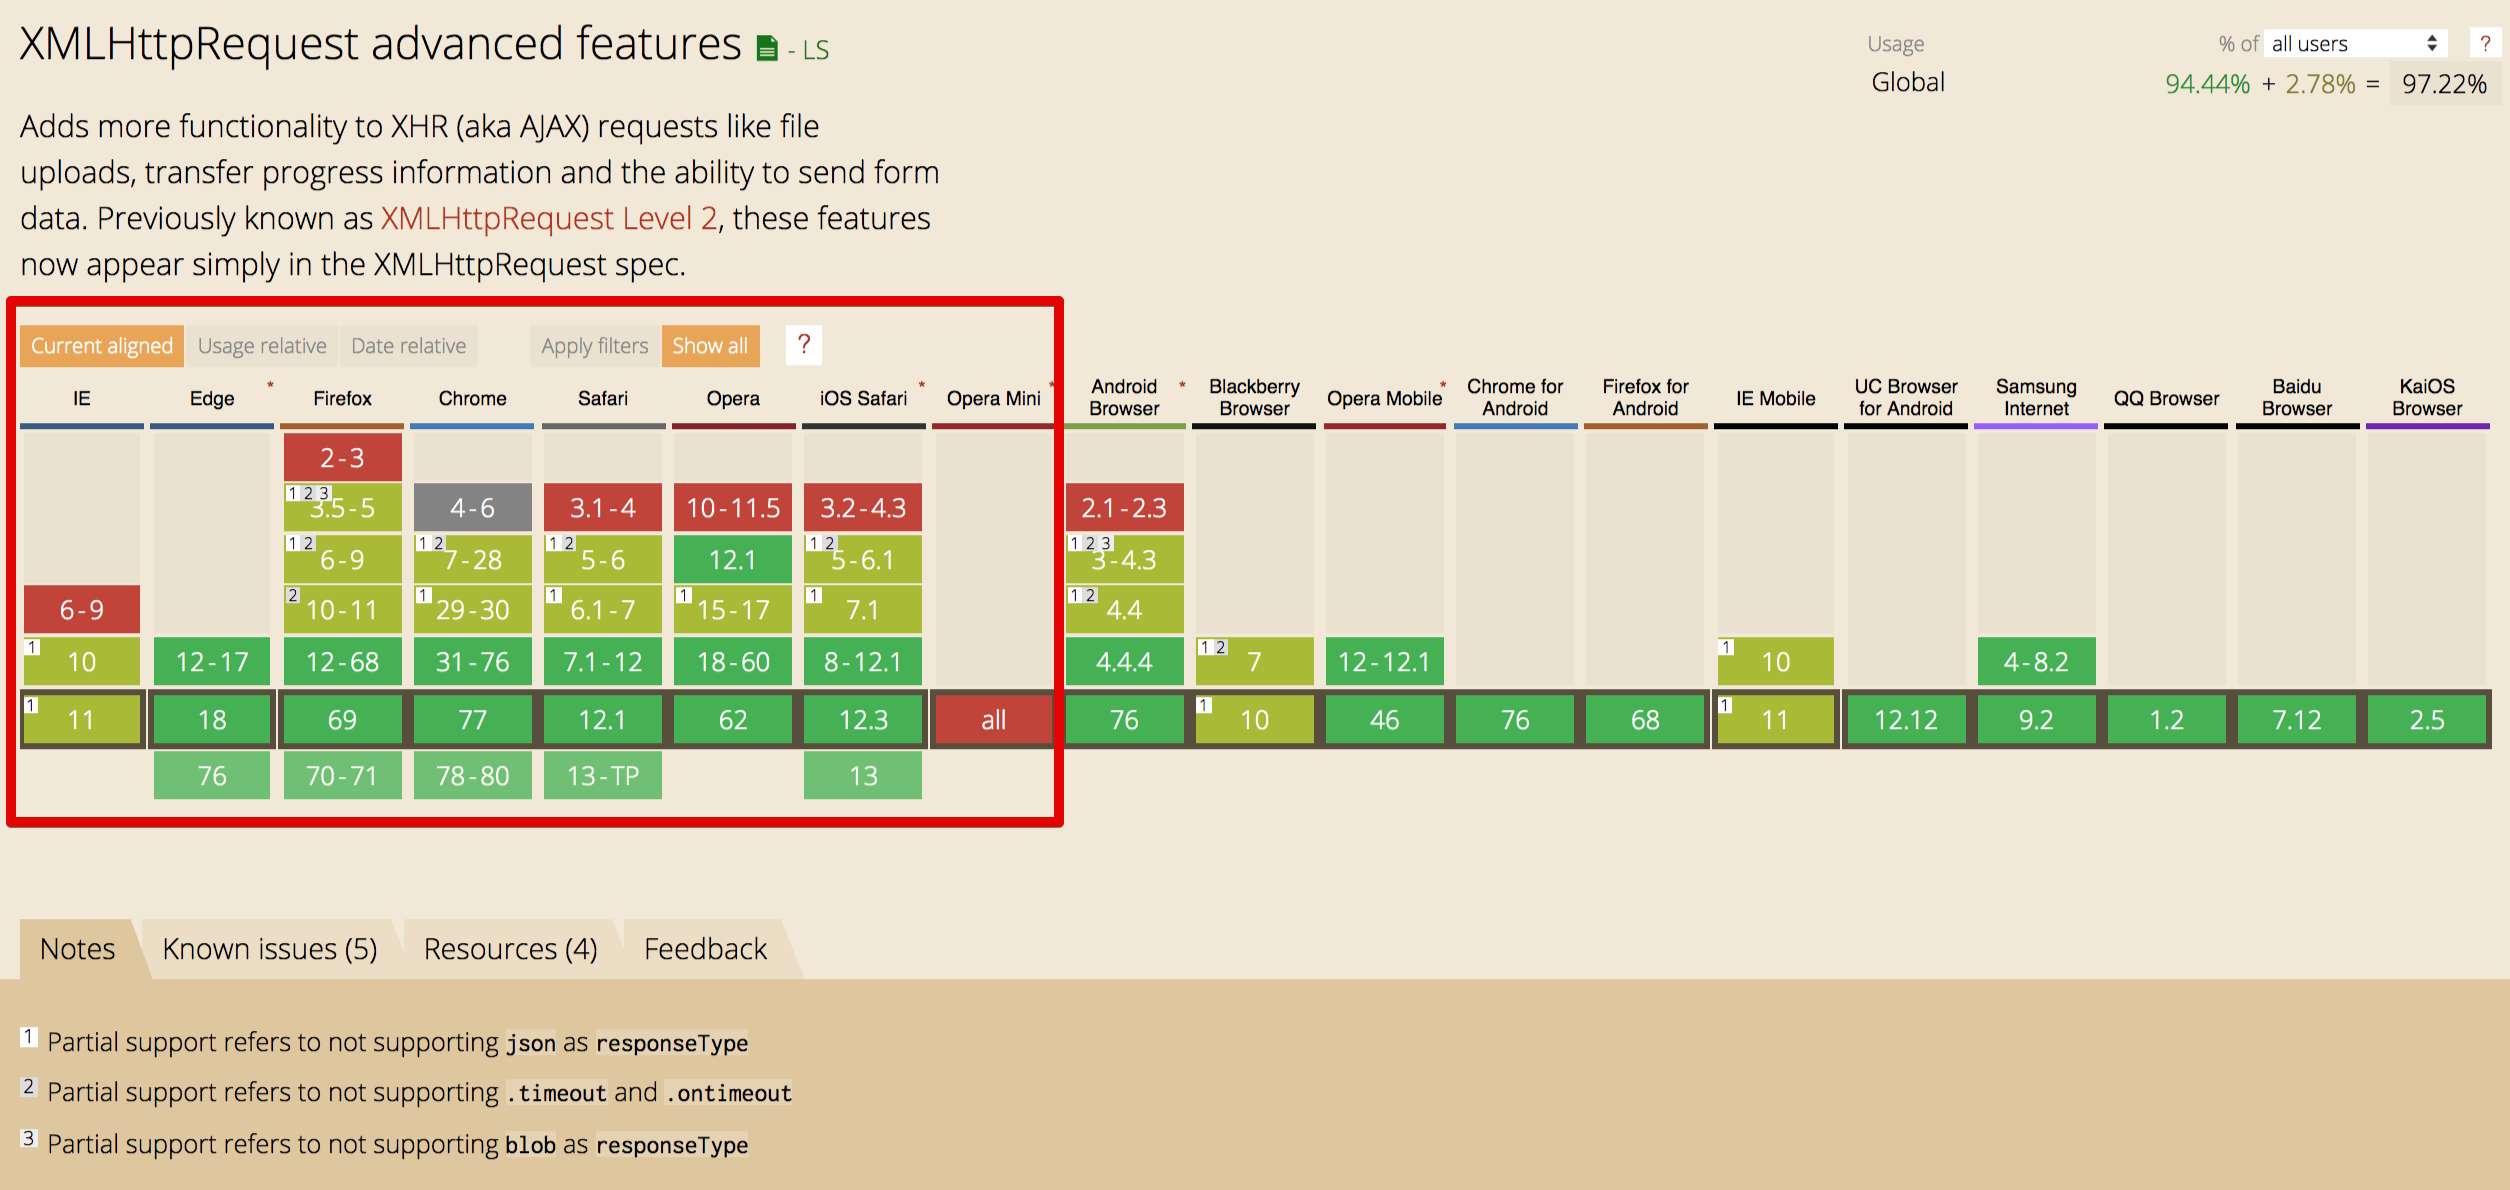 XMLHttpRequest advanced features - LS
Usage % of all users ?
Global 94.44% + 2.78% = 97.22%
Adds more functionality to XHR (aka AJAX) requests like file
uploads, transfer progress information and the ability to send form
data. Previously known as XMLHttpRequest Level 2, these features
now appear simply in the XMLHttpRequest spec.
Current aligned Usage relative Date relative Apply filters Show all ?
IE Edge * Firefox Chrome Safari Opera iOS Safari * Opera Mini * Android Browser * Blackberry Browser Opera Mobile * Chrome for Android Firefox for Android IE Mobile UC Browser for Android Samsung Internet QQ Browser Baidu Browser KaiOS Browser
2-3
1 2 3 3.5-5 4-6 3.1-4 10-11.5 3.2-4.3 2.1-2.3
1 2 6-9 1 2 7-28 1 2 5-6 12.1 1 2 5-6.1 1 2 3 3-4.3
6-9 2 10-11 1 29-30 1 6.1-7 1 15-17 1 7.1 1 2 4.4
1 10 12-17 12-68 31-76 7.1-12 18-60 8-12.1 4.4.4 1 2 7 12-12.1 1 10 4-8.2
1 11 18 69 77 12.1 62 12.3 all 76 1 10 46 76 68 1 11 12.12 9.2 1.2 7.12 2.5
76 70-71 78-80 13-TP 13
Notes Known issues (5) Resources (4) Feedback
1 Partial support refers to not supporting json as responseType
2 Partial support refers to not supporting .timeout and .ontimeout
3 Partial support refers to not supporting blob as responseType